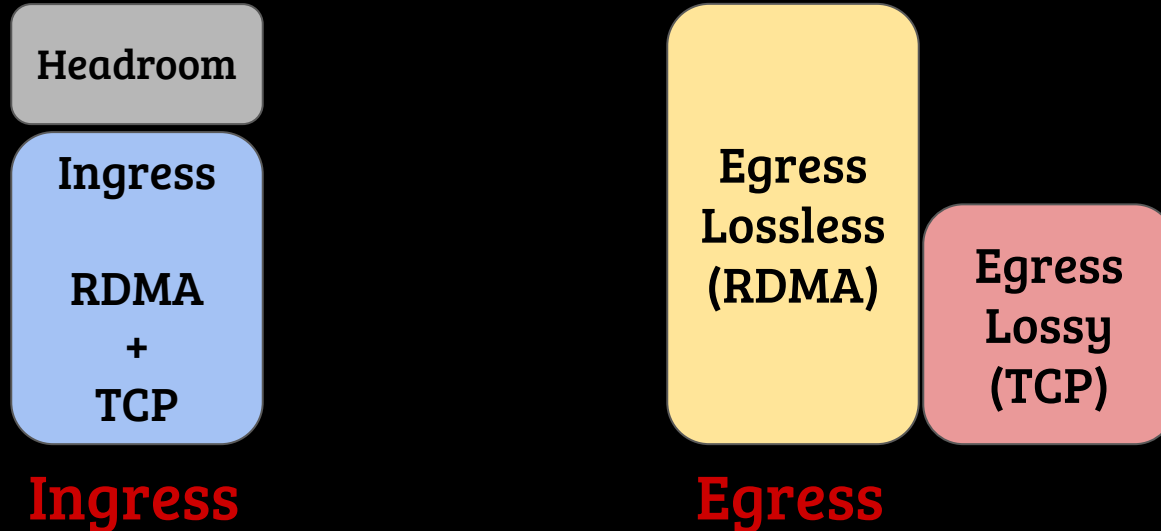 Headroom
Ingress
RDMA
+
TCP
Ingress
Egress
Lossless
(RDMA)
Egress
Lossy
(TCP)
Egress